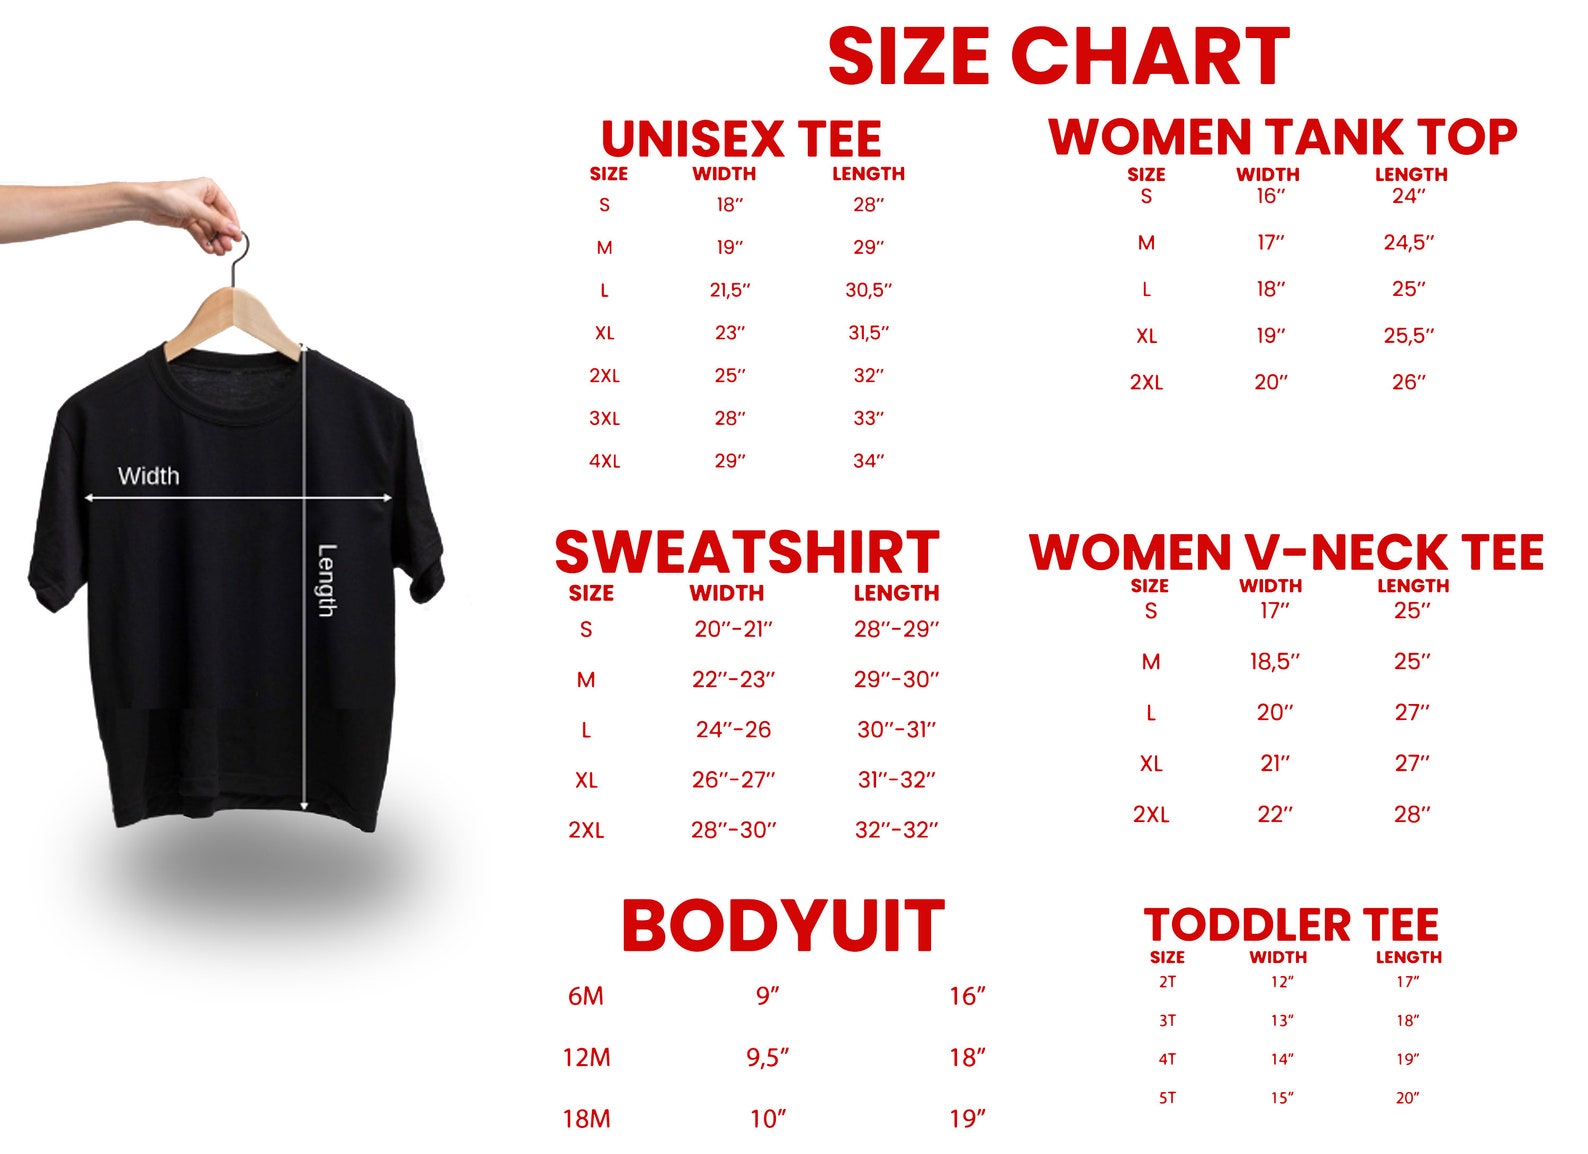 SIZE CHART
UNISEX TEE
SIZE WIDTH LENGTH
S 18’’ 28’’
M 19’’ 29’’
L 21,5’’ 30,5’’
XL 23’’ 31,5’’
2XL 25’’ 32’’
3XL 28’’ 33’’
4XL 29’’ 34’’
WOMEN TANK TOP
SIZE WIDTH LENGTH
S 16’’ 24’’
M 17’’ 24,5’’
L 18’’ 25’’
XL 19’’ 25,5’’
2XL 20’’ 26’’
Width
Length
SWEATSHIRT
SIZE WIDTH LENGTH
S 20’’-21’’ 28’’-29’’
M 22’’-23’’ 29’’-30’’
L 24’’-26 30’’-31’’
XL 26’’-27’’ 31’’-32’’
2XL 28’’-30’’ 32’’-32’’
WOMEN V-NECK TEE
SIZE WIDTH LENGTH
S 17’’ 25’’
M 18,5’’ 25’’
L 20’’ 27’’
XL 21’’ 27’’
2XL 22’’ 28’’
BODYUIT
6M 9” 16”
12M 9,5” 18”
18M 10” 19”
TODDLER TEE
SIZE WIDTH LENGTH
2T 12” 17”
3T 13” 18”
4T 14” 19”
5T 15” 20”